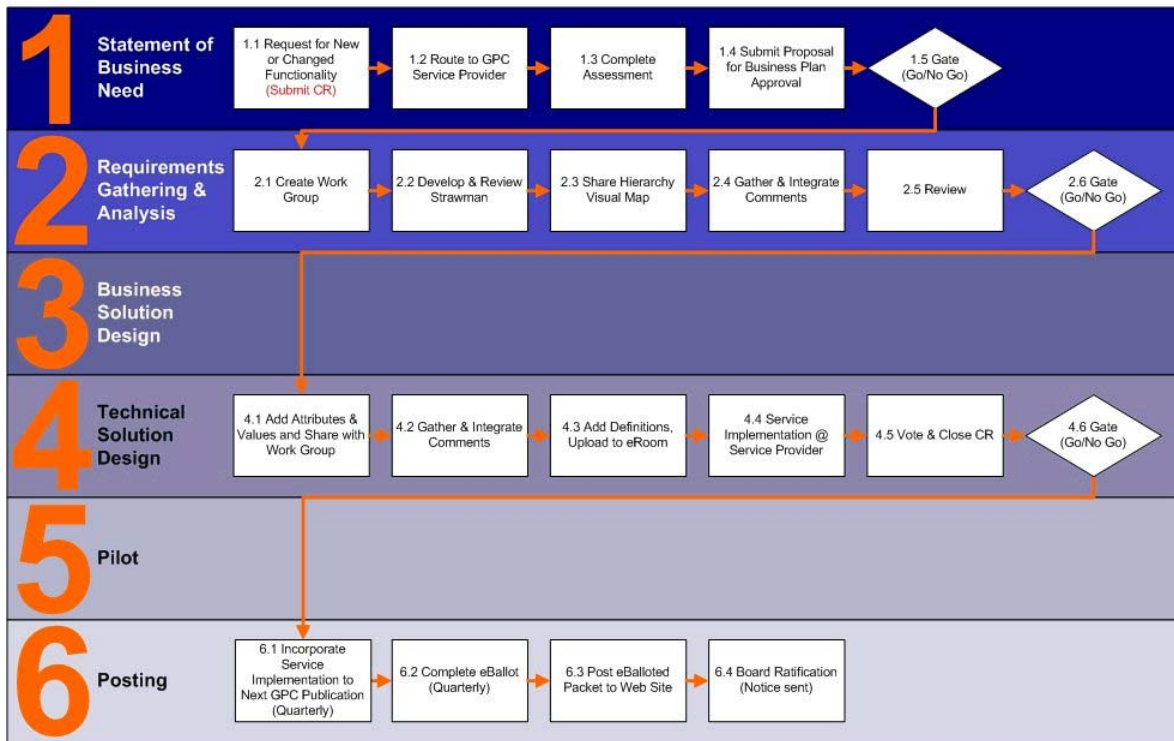 1
Statement of
Business
Need
1.1 Request for New
or Changed
Functionality
(Submit CR)
1.2 Route to GPC
Service Provider
1.3 Complete
Assessment
1.4 Submit Proposal
for Business Plan
Approval
1.5 Gate
(Go/No Go)
2
Requirements
Gathering &
Analysis
2.1 Create Work
Group
2.2 Develop & Review
Strawman
2.3 Share Hierarchy
Visual Map
2.4 Gather & Integrate
Comments
2.5 Review
2.6 Gate
(Go/No Go)
3
Business
Solution
Design
4
Technical
Solution
Design
4.1 Add Attributes &
Values and Share with
Work Group
4.2 Gather & Integrate
Comments
4.3 Add Definitions,
Upload to eRoom
4.4 Service
Implementation @
Service Provider
4.5 Vote & Close CR
4.6 Gate
(Go/No Go)
5
Pilot
6
Posting
6.1 Incorporate
Service
Implementation to
Next GPC Publication
(Quarterly)
6.2 Complete eBallot
(Quarterly)
6.3 Post eBalloted
Packet to Web Site
6.4 Board Ratification
(Notice sent)